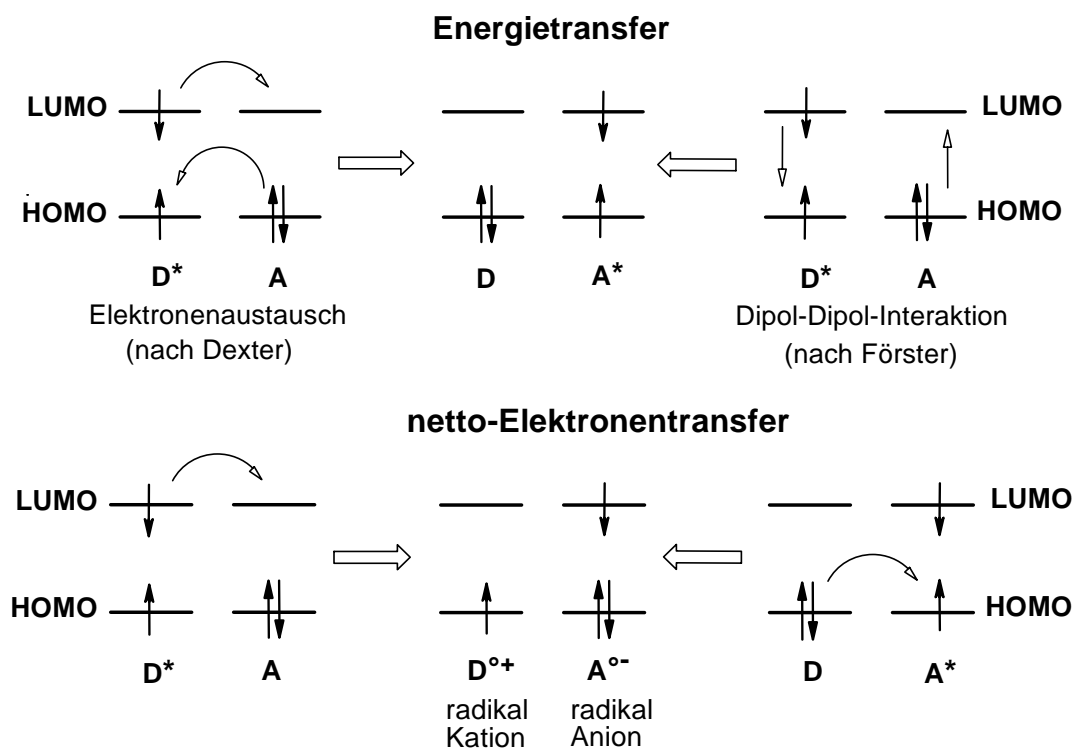 Energietransfer
LUMO
LUMO
HOMO
HOMO
D* A D A* D* A
Elektronenaustausch
(nach Dexter)
Dipol-Dipol-Interaktion
(nach Förster)
netto-Elektronentransfer
LUMO
LUMO
HOMO
HOMO
D* A D°+ A°- D A*
radikal
Kation
radikal
Anion